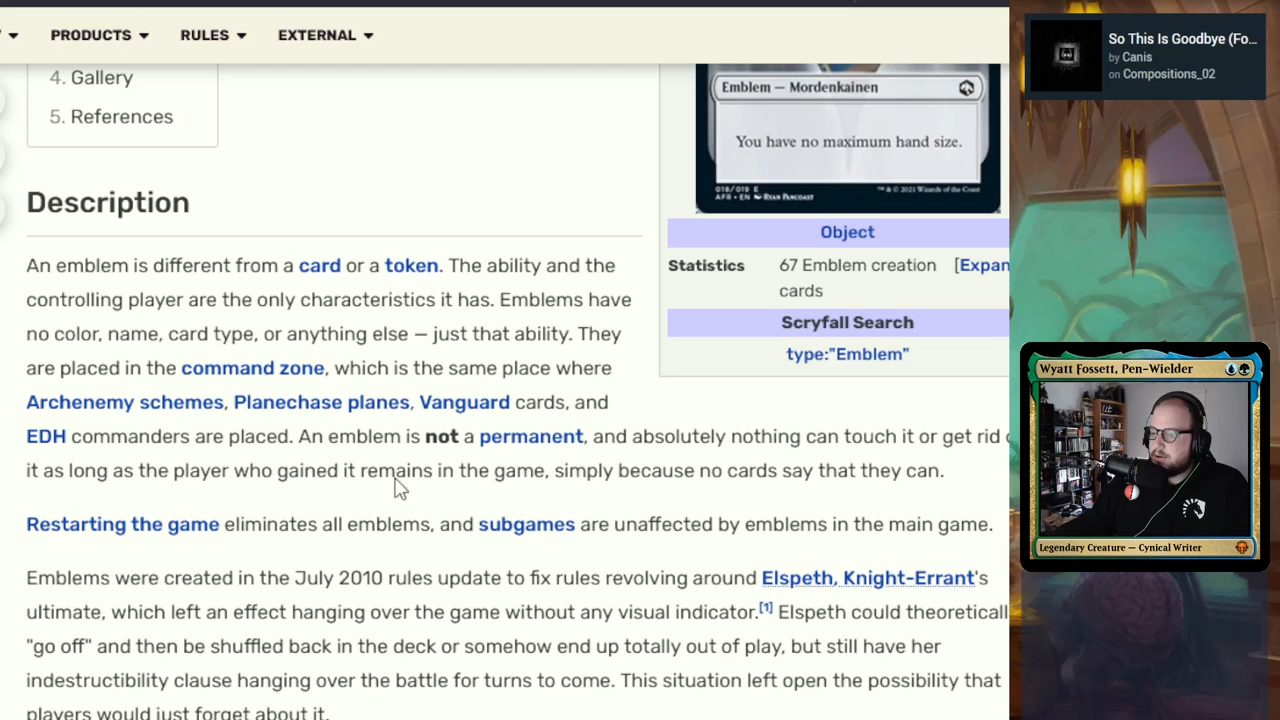 PRODUCTS
RULES
EXTERNAL
4. Gallery
5. References
Emblem — Mordenkainen
You have no maximum hand size.
018/019 E
AFR • EN RYAN PANCOAST
™ & © 2021 Wizards of the Coast
Description
Object
Statistics
67 Emblem creation cards
[Expan
Scryfall Search
type:"Emblem"
An emblem is different from a card or a token. The ability and the
controlling player are the only characteristics it has. Emblems have
no color, name, card type, or anything else – just that ability. They
are placed in the command zone, which is the same place where
Archenemy schemes, Planechase planes, Vanguard cards, and
EDH commanders are placed. An emblem is not a permanent, and absolutely nothing can touch it or get rid
it as long as the player who gained it remains in the game, simply because no cards say that they can.
Restarting the game eliminates all emblems, and subgames are unaffected by emblems in the main game.
Emblems were created in the July 2010 rules update to fix rules revolving around Elspeth, Knight-Errant's
ultimate, which left an effect hanging over the game without any visual indicator.[1] Elspeth could theoreticall
"go off" and then be shuffled back in the deck or somehow end up totally out of play, but still have her
indestructibility clause hanging over the battle for turns to come. This situation left open the possibility that
players would just forget about it.
So This Is Goodbye (Fo...
by Canis
on Compositions_02
Wyatt Fossett, Pen-Wielder
Legendary Creature — Cynical Writer